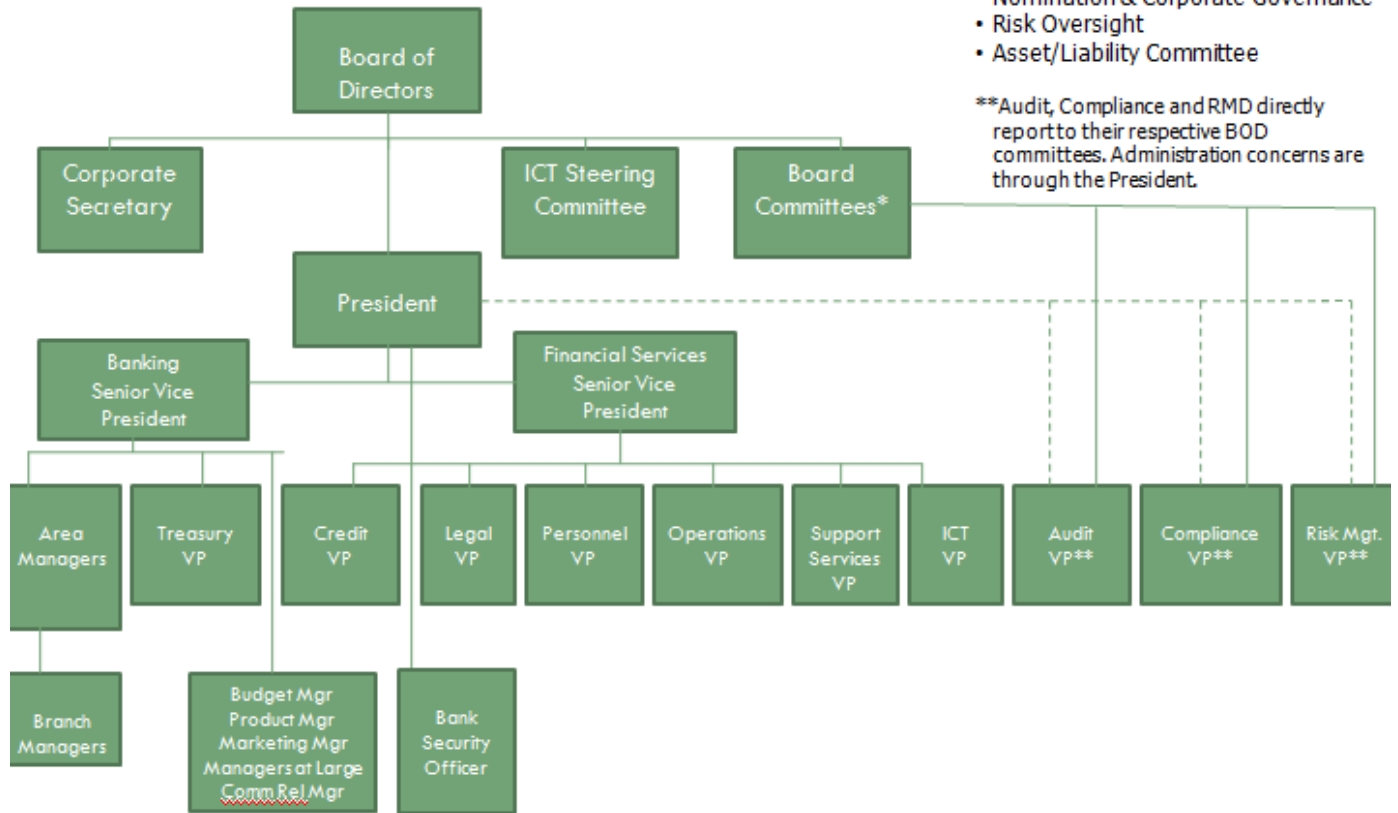 Nomination & Corporate Governance
• Risk Oversight
• Asset/Liability Committee
**Audit, Compliance and RMD directly
report to their respective BOD
committees. Administration concerns are
through the President.
Board of
Directors
Corporate
Secretary
ICT Steering
Committee
Board
Committees*
President
Banking
Senior Vice
President
Financial Services
Senior Vice
President
Area
Managers
Treasury
VP
Credit
VP
Legal
VP
Personnel
VP
Operations
VP
Support
Services
VP
ICT
VP
Audit
VP**
Compliance
VP**
Risk Mgt.
VP**
Branch
Managers
Budget Mgr
Product Mgr
Marketing Mgr
Managers at Large
Comm Rel Mgr
Bank
Security
Officer